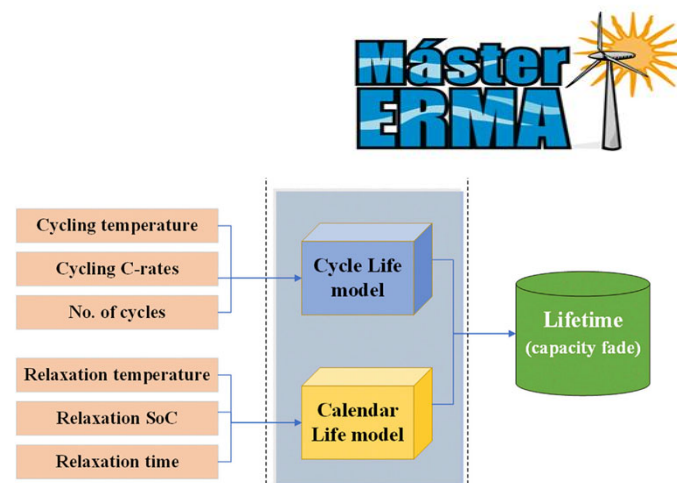 Máster
ERMA
Cycling temperature
Cycling C-rates
No. of cycles
Relaxation temperature
Relaxation SoC
Relaxation time
Cycle Life
model
Calendar
Life model
Lifetime
(capacity fade)